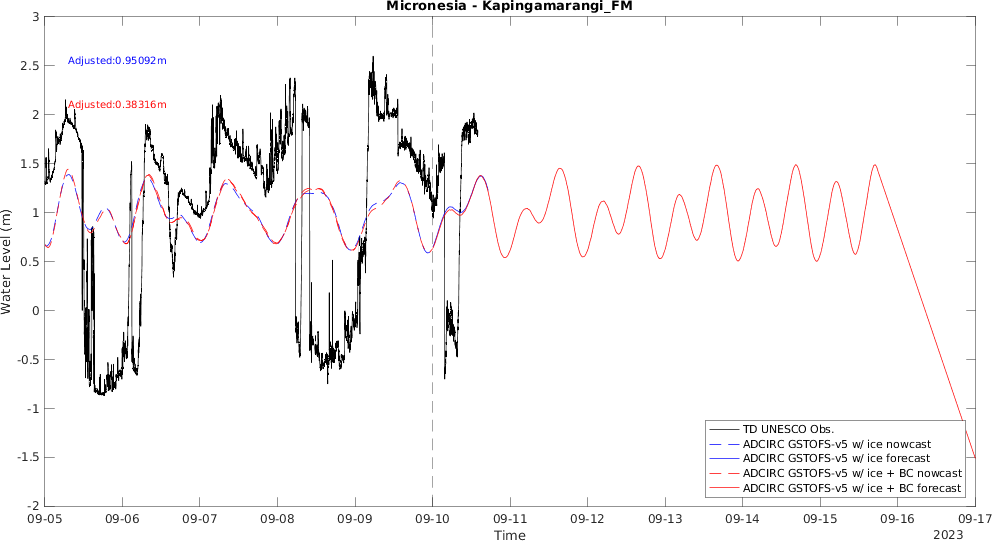 Micronesia - Kapingamarangi_FM
3
2.5
2
1.5
1
0.5
0
-0.5
-1
-1.5
-2
Water Level (m)
Adjusted:0.95092m
Adjusted:0.38316m
TD UNESCO Obs.
ADCIRC GSTOFS-v5 w/ ice nowcast
ADCIRC GSTOFS-v5 w/ ice forecast
ADCIRC GSTOFS-v5 w/ ice + BC nowcast
ADCIRC GSTOFS-v5 w/ ice + BC forecast
09-05 09-06 09-07 09-08 09-09 09-10 09-11 09-12 09-13 09-14 09-15 09-16 09-17
Time
2023